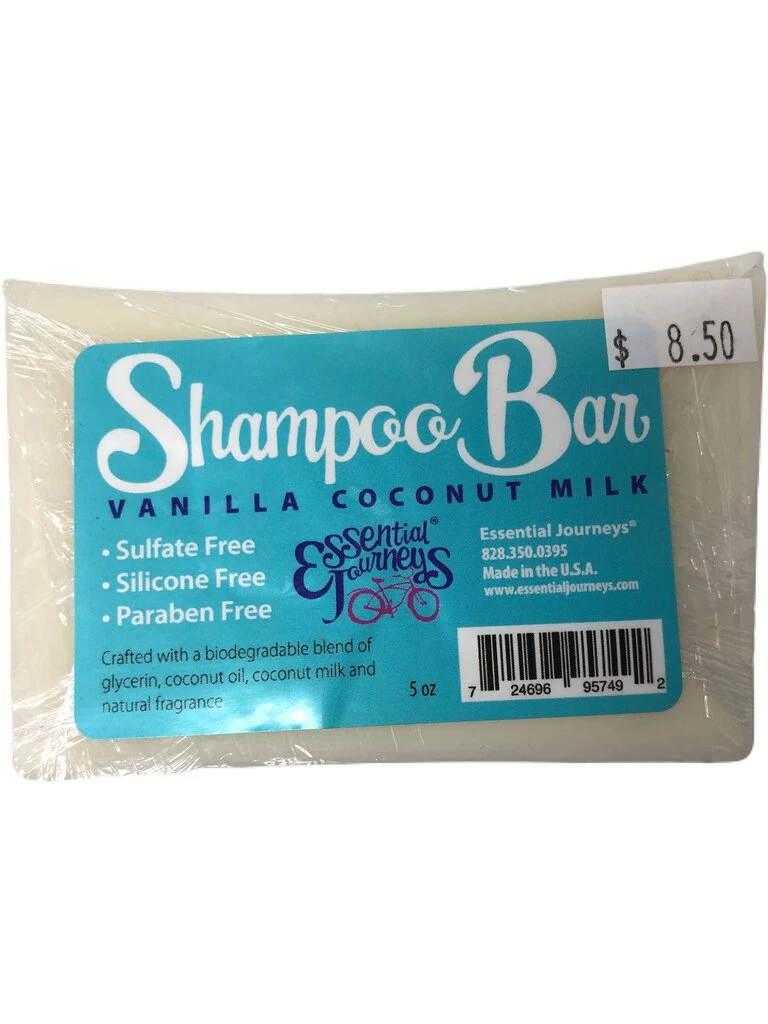 $ 8.50
Shampoo Bar
VANILLA COCONUT MILK
• Sulfate Free
• Silicone Free
• Paraben Free
Essential®
Journeys
Essential Journeys®
828.350.0395
Made in the U.S.A.
www.essentialjourneys.com
Crafted with a biodegradable blend of
glycerin, coconut oil, coconut milk and
natural fragrance
5 oz
7 24696 95749 2